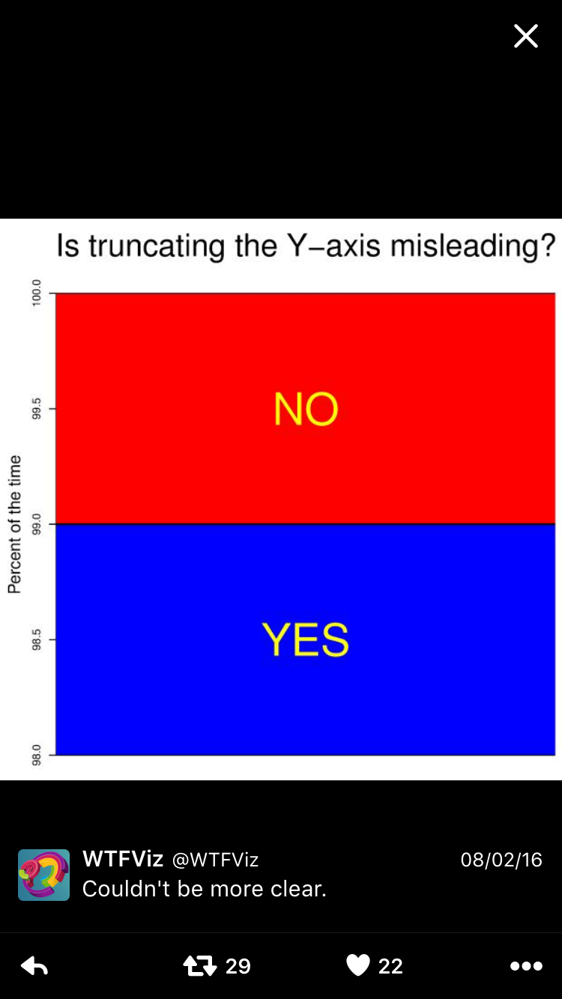 Is truncating the Y−axis misleading?
100.0
NO
99.5
Percent of the time
99.0
98.5
YES
98.0
WTFViz @WTFViz 08/02/16
Couldn't be more clear.
29 22